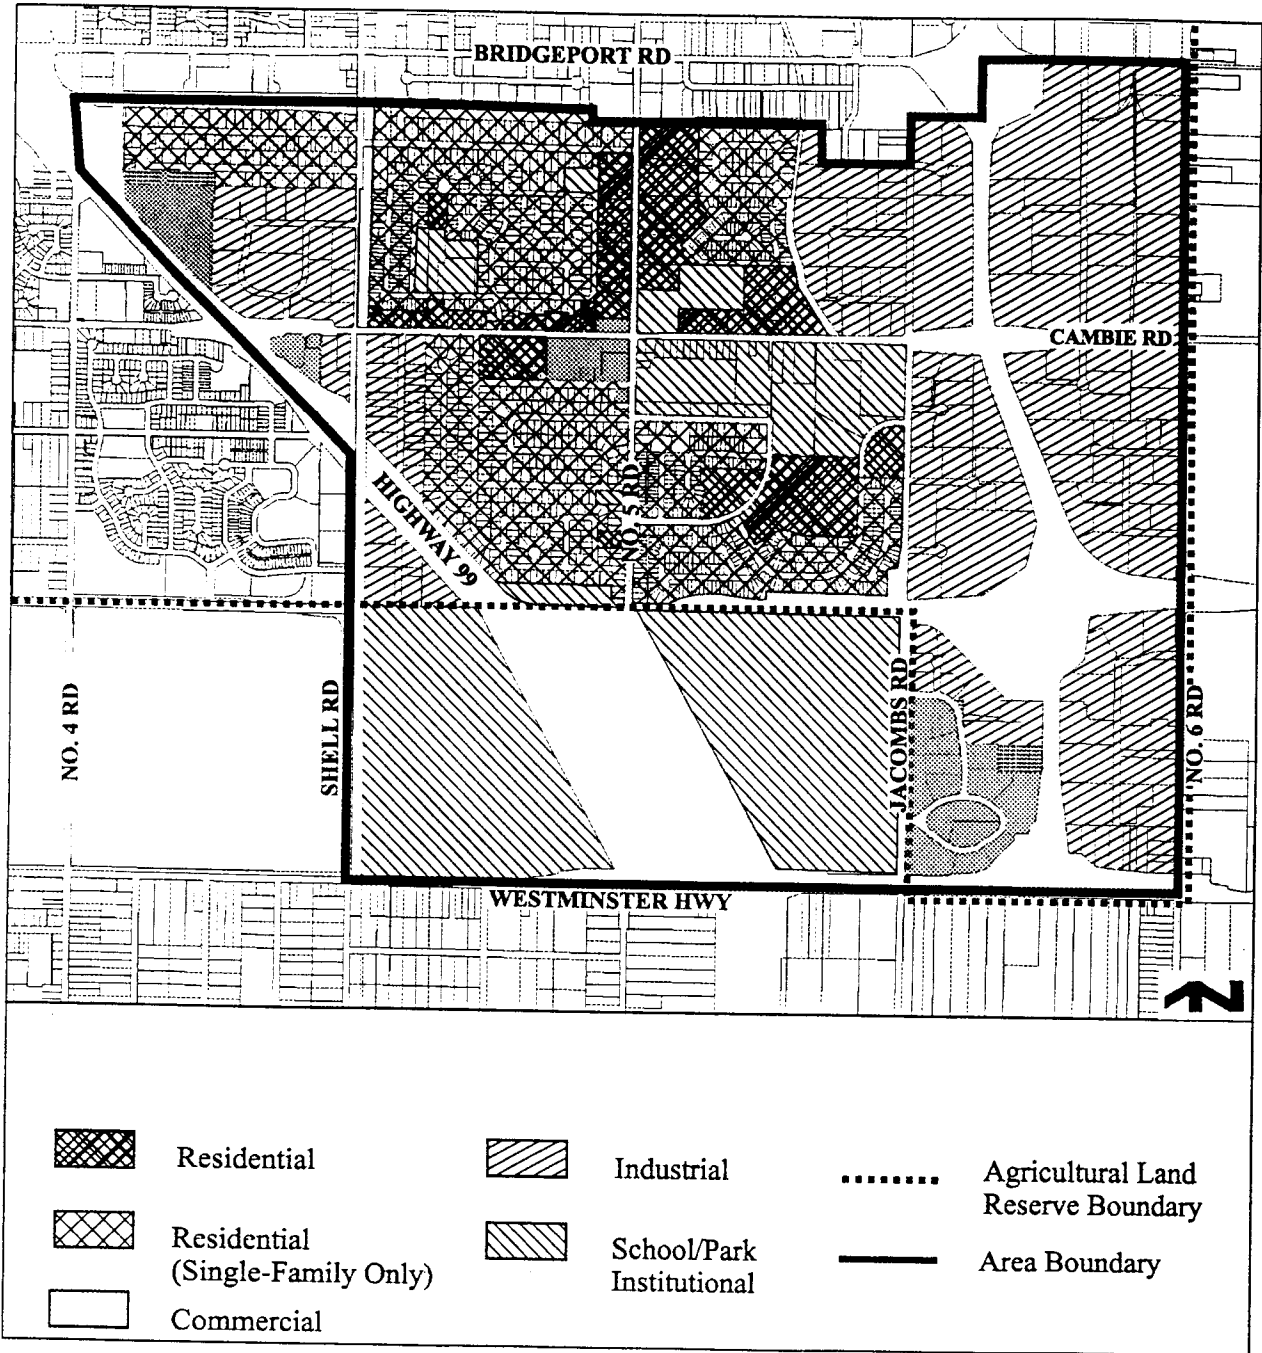 BRIDGEPORT RD
CAMBIE RD
HIGHWAY 99
NO. 5 RD
NO. 4 RD
SHELL RD
JACOMBS RD
NO. 6 RD
WESTMINSTER HWY
N
Residential
Industrial
Agricultural Land
Reserve Boundary
Residential
(Single-Family Only)
School/Park
Institutional
Area Boundary
Commercial